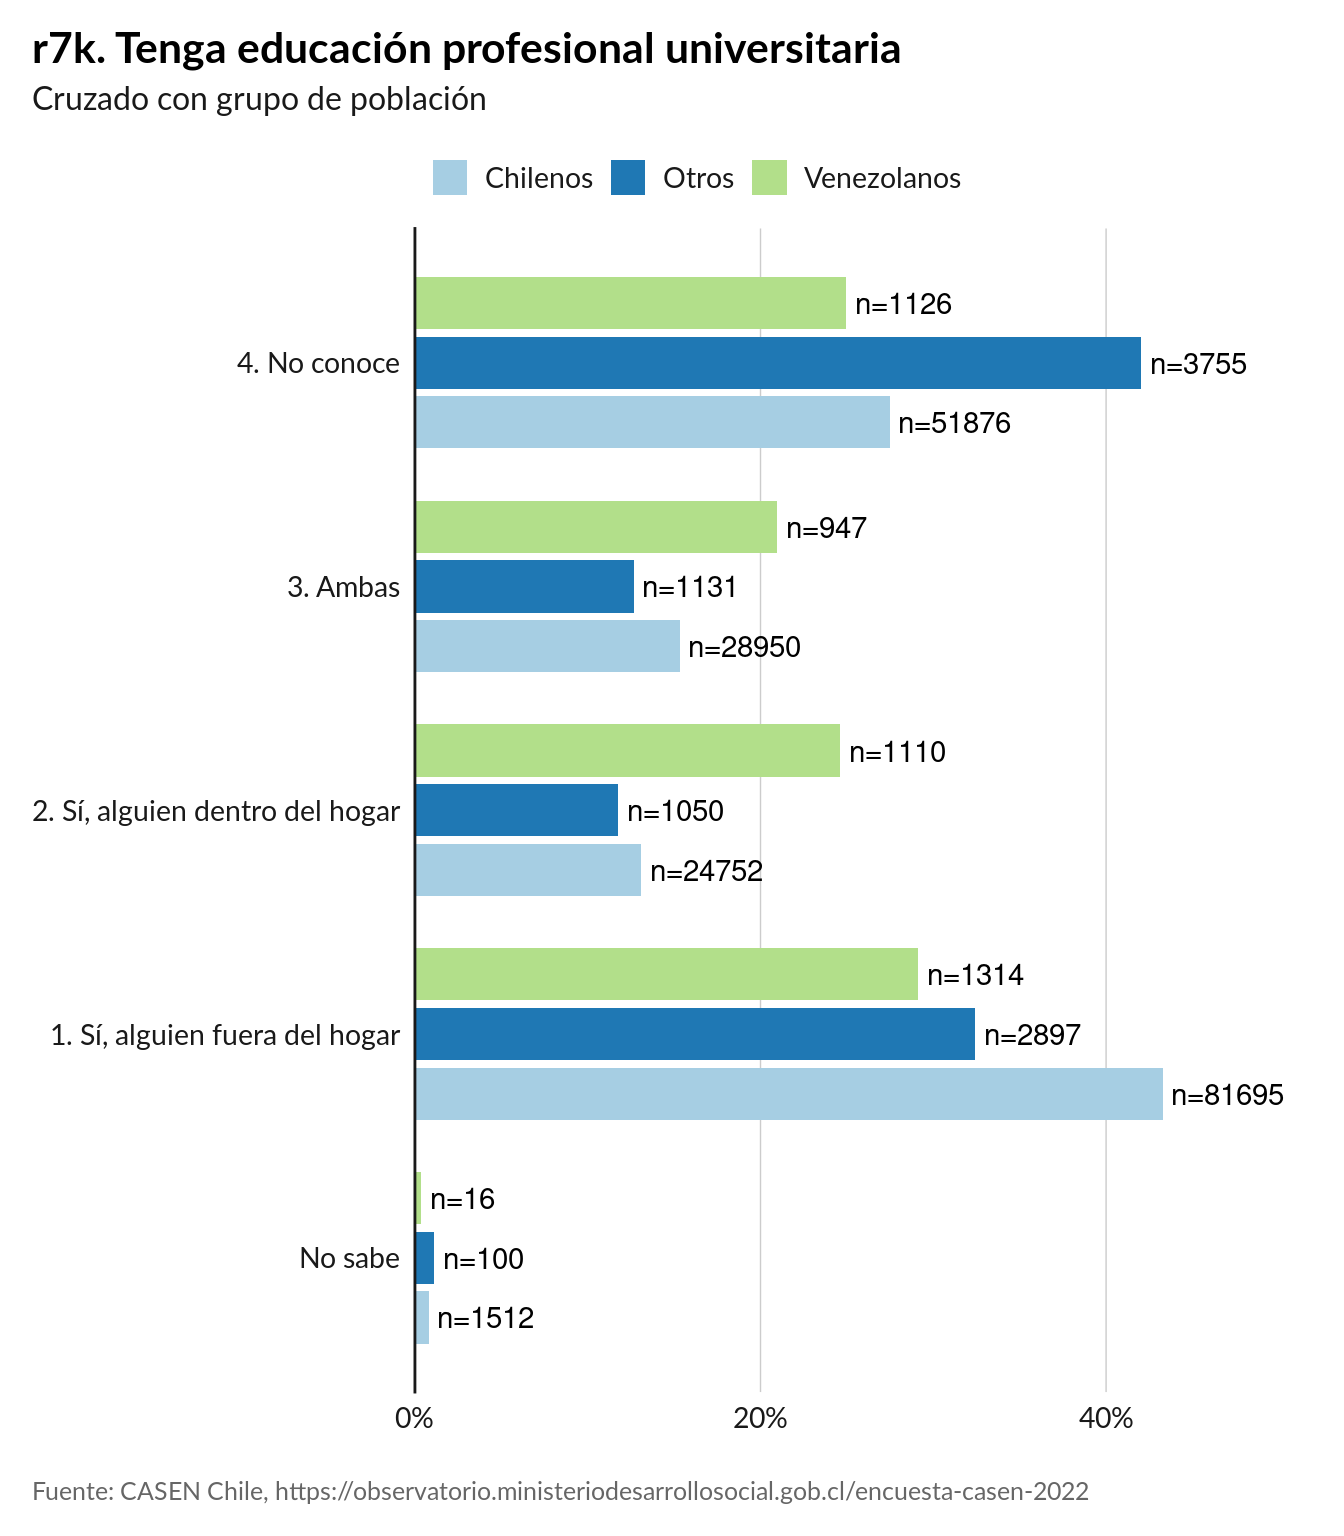 r7k. Tenga educación profesional universitaria
Cruzado con grupo de población
Chilenos Otros Venezolanos
n=1126
4. No conoce n=3755
n=51876
n=947
3. Ambas n=1131
n=28950
n=1110
2. Sí, alguien dentro del hogar n=1050
n=24752
n=1314
1. Sí, alguien fuera del hogar n=2897
n=81695
n=16
No sabe n=100
n=1512
0% 20% 40%
Fuente: CASEN Chile, https://observatorio.ministeriodesarrollosocial.gob.cl/encuesta-casen-2022